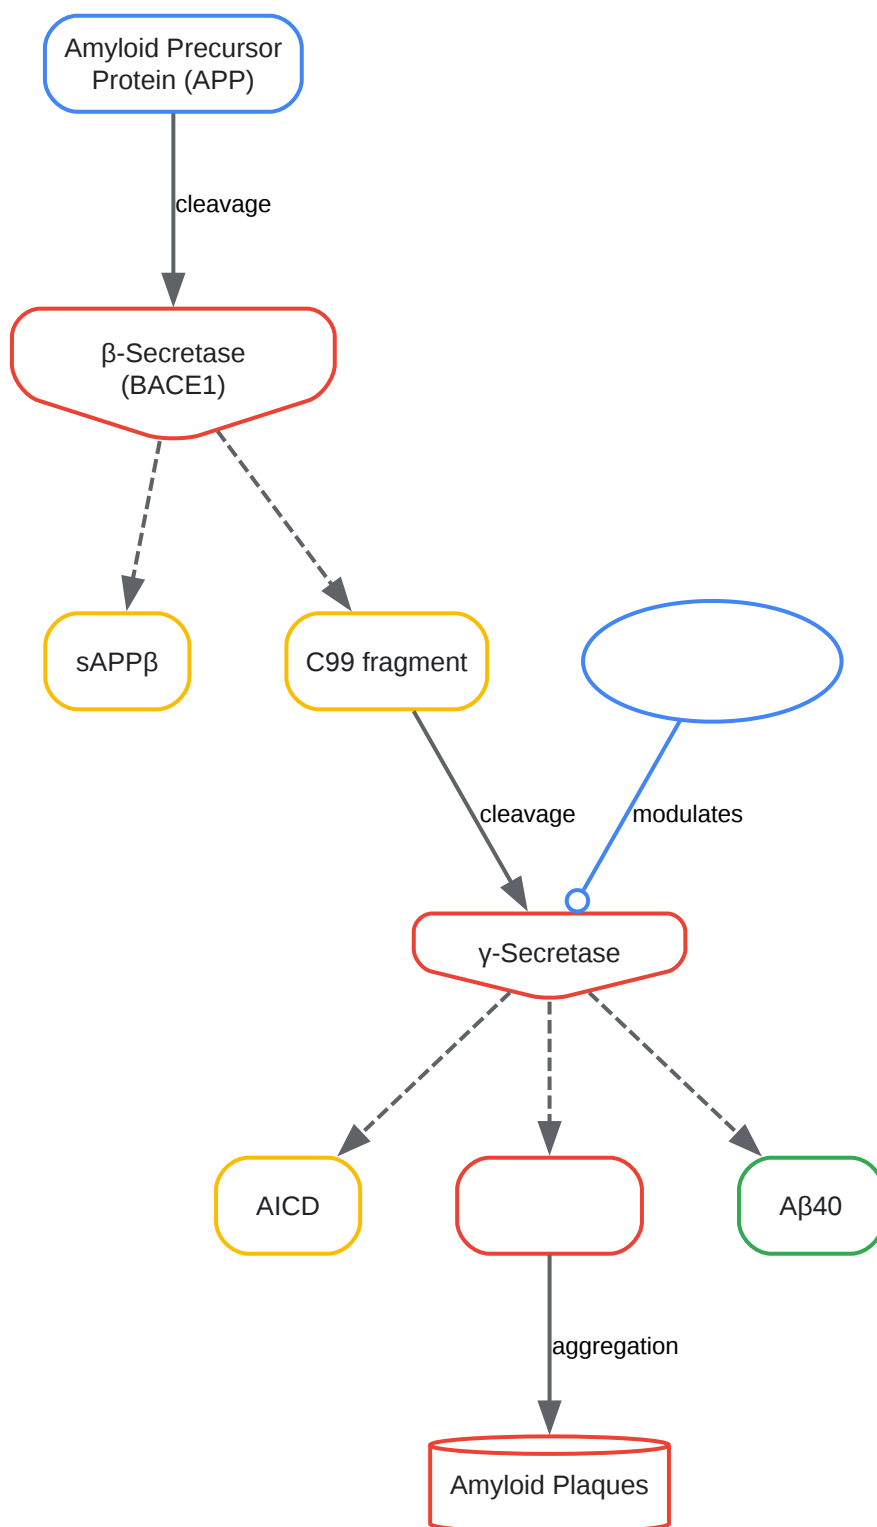 Amyloid Precursor
Protein (APP)
cleavage
β-Secretase
(BACE1)
sAPPβ
C99 fragment
cleavage
modulates
γ-Secretase
AICD
Aβ40
aggregation
Amyloid Plaques